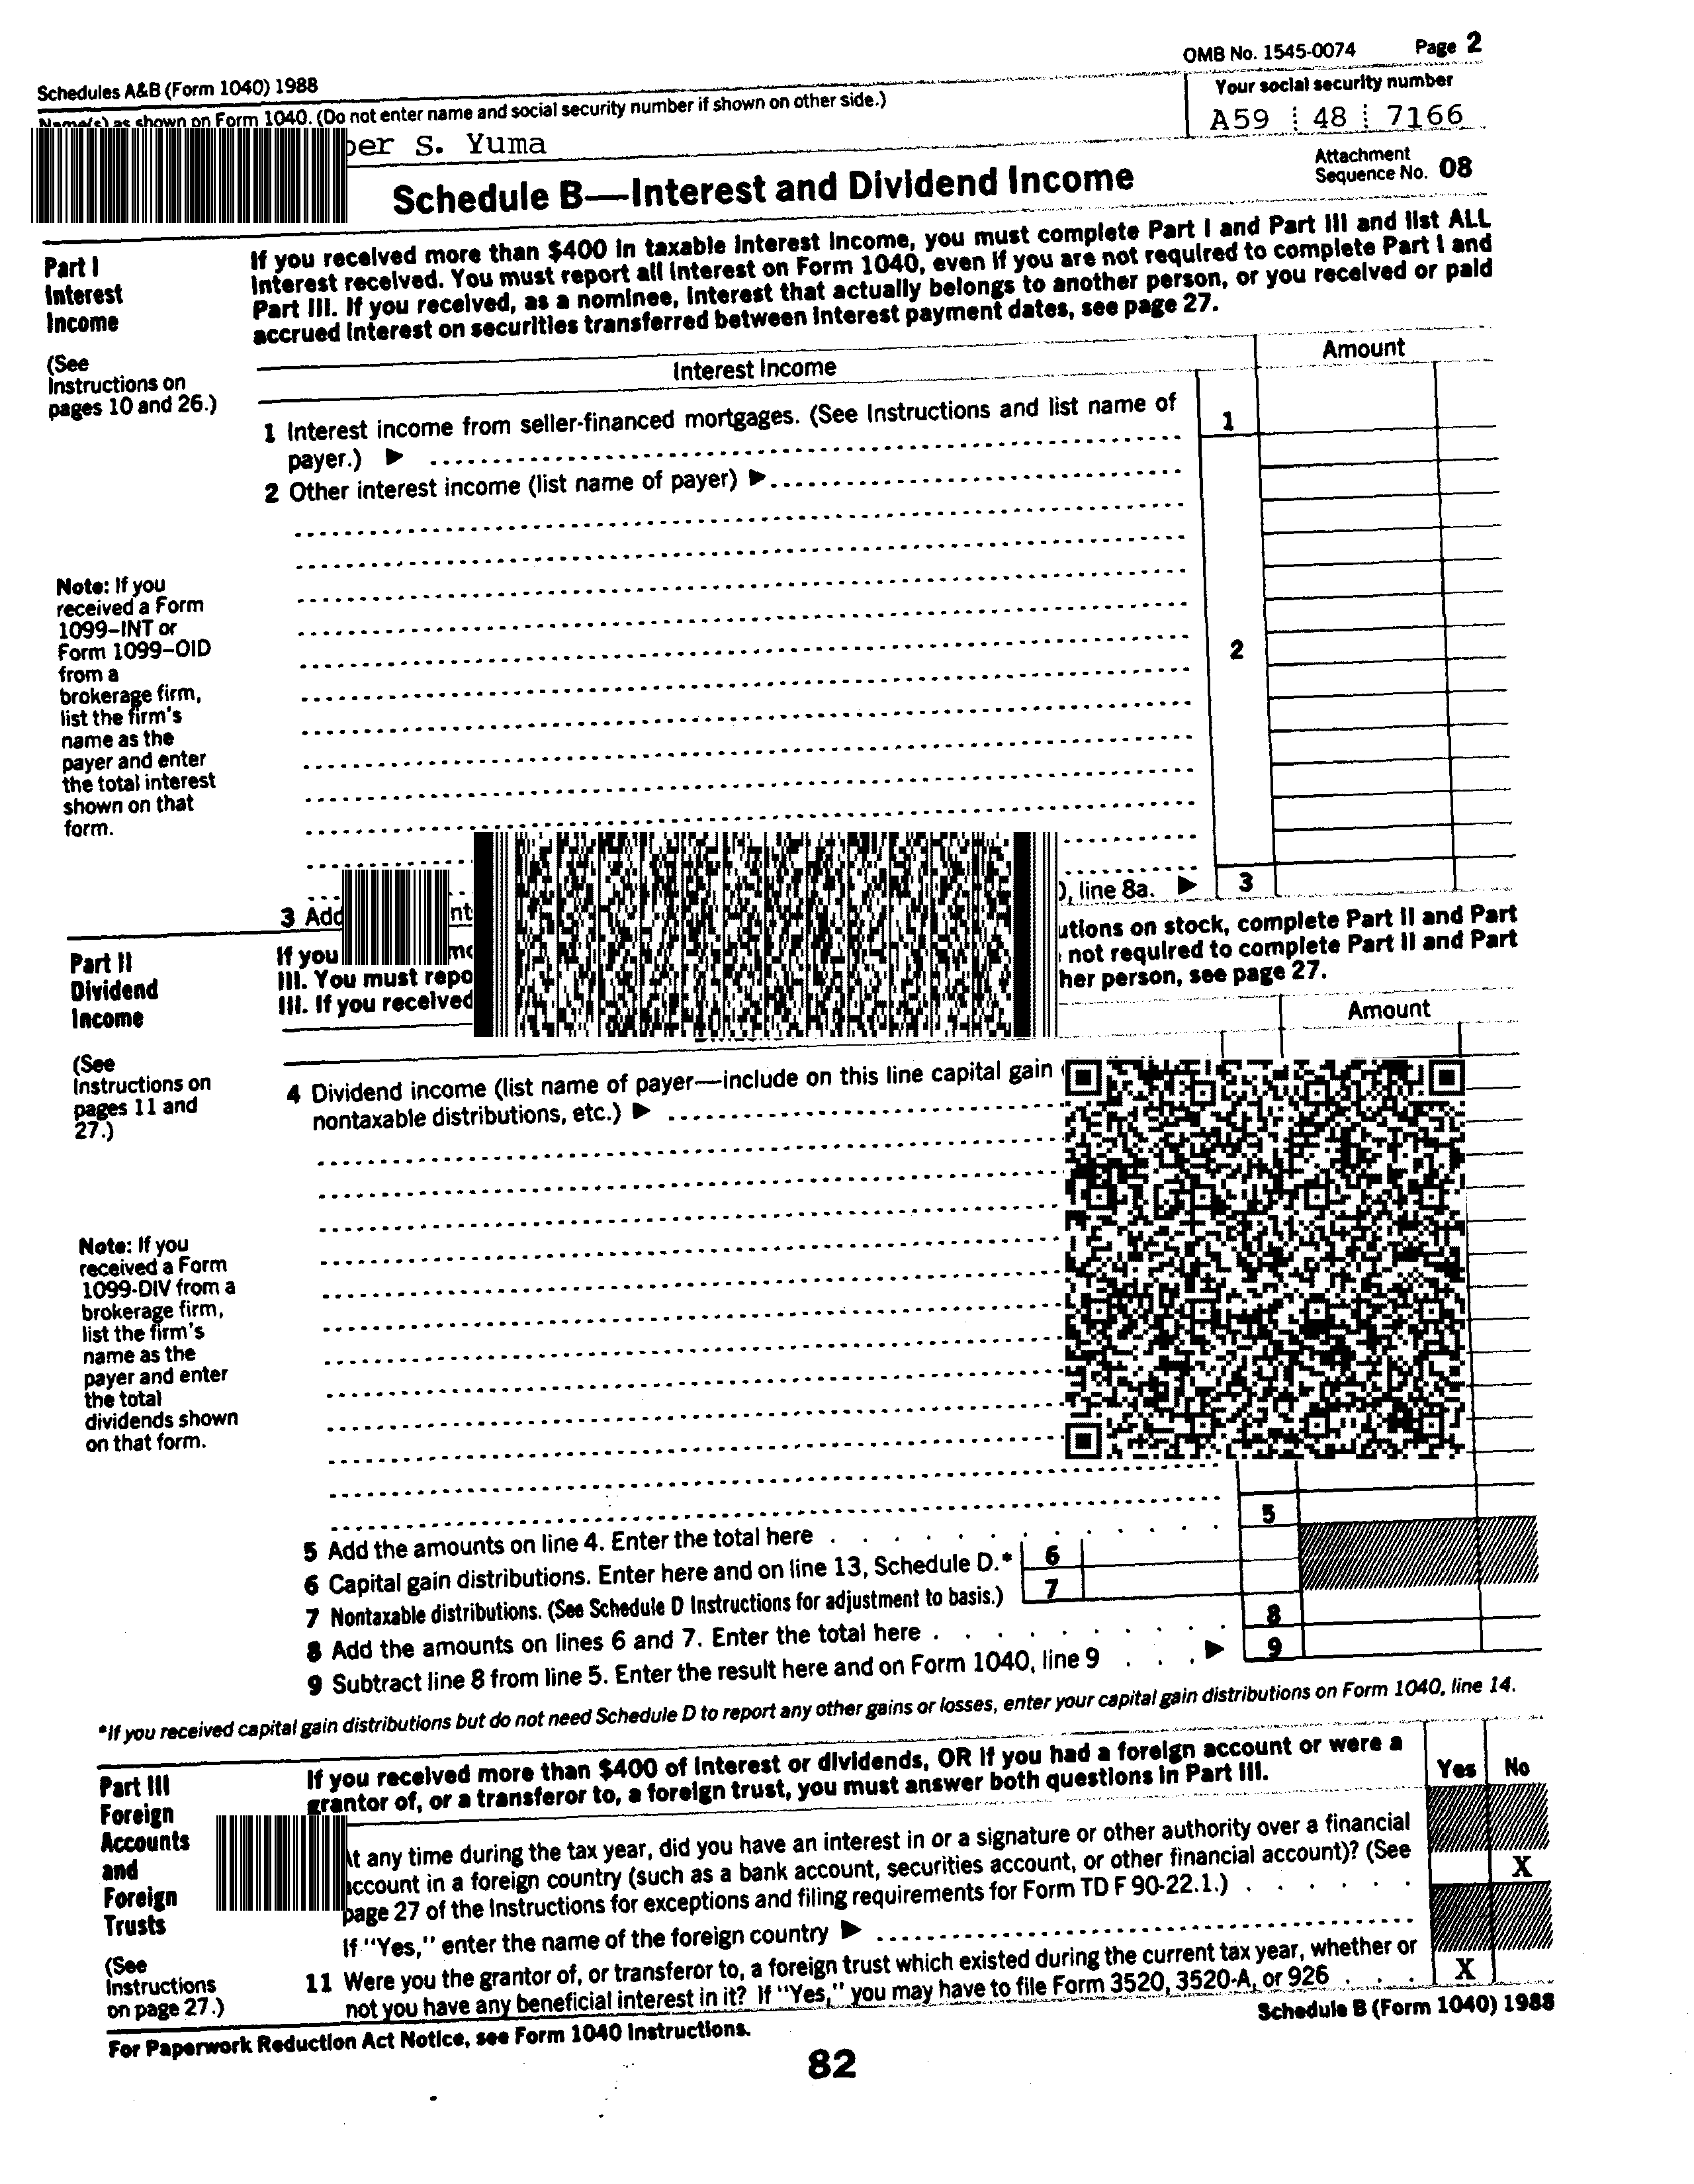 OMB No. 1545-0074 Page 2
Schedules A&B (Form 1040) 1988
Name(s) as shown on Form 1040. (Do not enter name and social security number if shown on other side.)
Your social security number
S. Yuma
A59 48 7166
Schedule B—Interest and Dividend Income
Attachment
Sequence No. 08
Part I
Interest
Income
(See
Instructions on
pages 10 and 26.)
If you received more than $400 in taxable interest income, you must complete Part I and Part III and list ALL
interest received. You must report all interest on Form 1040, even if you are not required to complete Part I and
Part III. If you received, as a nominee, interest that actually belongs to another person, or you received or paid
accrued interest on securities transferred between interest payment dates, see page 27.
Interest Income
Amount
1 Interest income from seller-financed mortgages. (See Instructions and list name of
payer.) ▶
1
2 Other interest income (list name of payer) ▶
Note: If you
received a Form
1099–INT or
Form 1099–OID
from a
brokerage firm,
list the firm's
name as the
payer and enter
the total interest
shown on that
form.
2
3 Add
, line 8a. ▶ 3
Part II
Dividend
Income
(See
Instructions on
pages 11 and
27.)
If you
on stock, complete Part II and Part
III. You must
not required to complete Part II and Part
III. If you received
person, see page 27.
Amount
4 Dividend income (list name of payer—include on this line capital gain
nontaxable distributions, etc.) ▶
Note: If you
received a Form
1099-DIV from a
brokerage firm,
list the firm's
name as the
payer and enter
the total
dividends shown
on that form.
5 Add the amounts on line 4. Enter the total here . . . . . . . . . . . 5
6 Capital gain distributions. Enter here and on line 13, Schedule D.* 6
7 Nontaxable distributions. (See Schedule D Instructions for adjustment to basis.) 7
8 Add the amounts on lines 6 and 7. Enter the total here . . . . . . . . . . 8
9 Subtract line 8 from line 5. Enter the result here and on Form 1040, line 9 . . . ▶ 9
*If you received capital gain distributions but do not need Schedule D to report any other gains or losses, enter your capital gain distributions on Form 1040, line 14.
Part III
Foreign
Accounts
and
Foreign
Trusts
(See
Instructions
on page 27.)
If you received more than $400 of interest or dividends, OR if you had a foreign account or were a
grantor of, or a transferor to, a foreign trust, you must answer both questions in Part III.
Yes No
any time during the tax year, did you have an interest in or a signature or other authority over a financial
in a foreign country (such as a bank account, securities account, or other financial account)? (See
page 27 of the Instructions for exceptions and filing requirements for Form TD F 90-22.1.) . . . . . .
X
If "Yes," enter the name of the foreign country ▶
11 Were you the grantor of, or transferor to, a foreign trust which existed during the current tax year, whether or
not you have any beneficial interest in it? If "Yes," you may have to file Form 3520, 3520-A, or 926 . . . .
X
For Paperwork Reduction Act Notice, see Form 1040 Instructions.
Schedule B (Form 1040) 1988
82